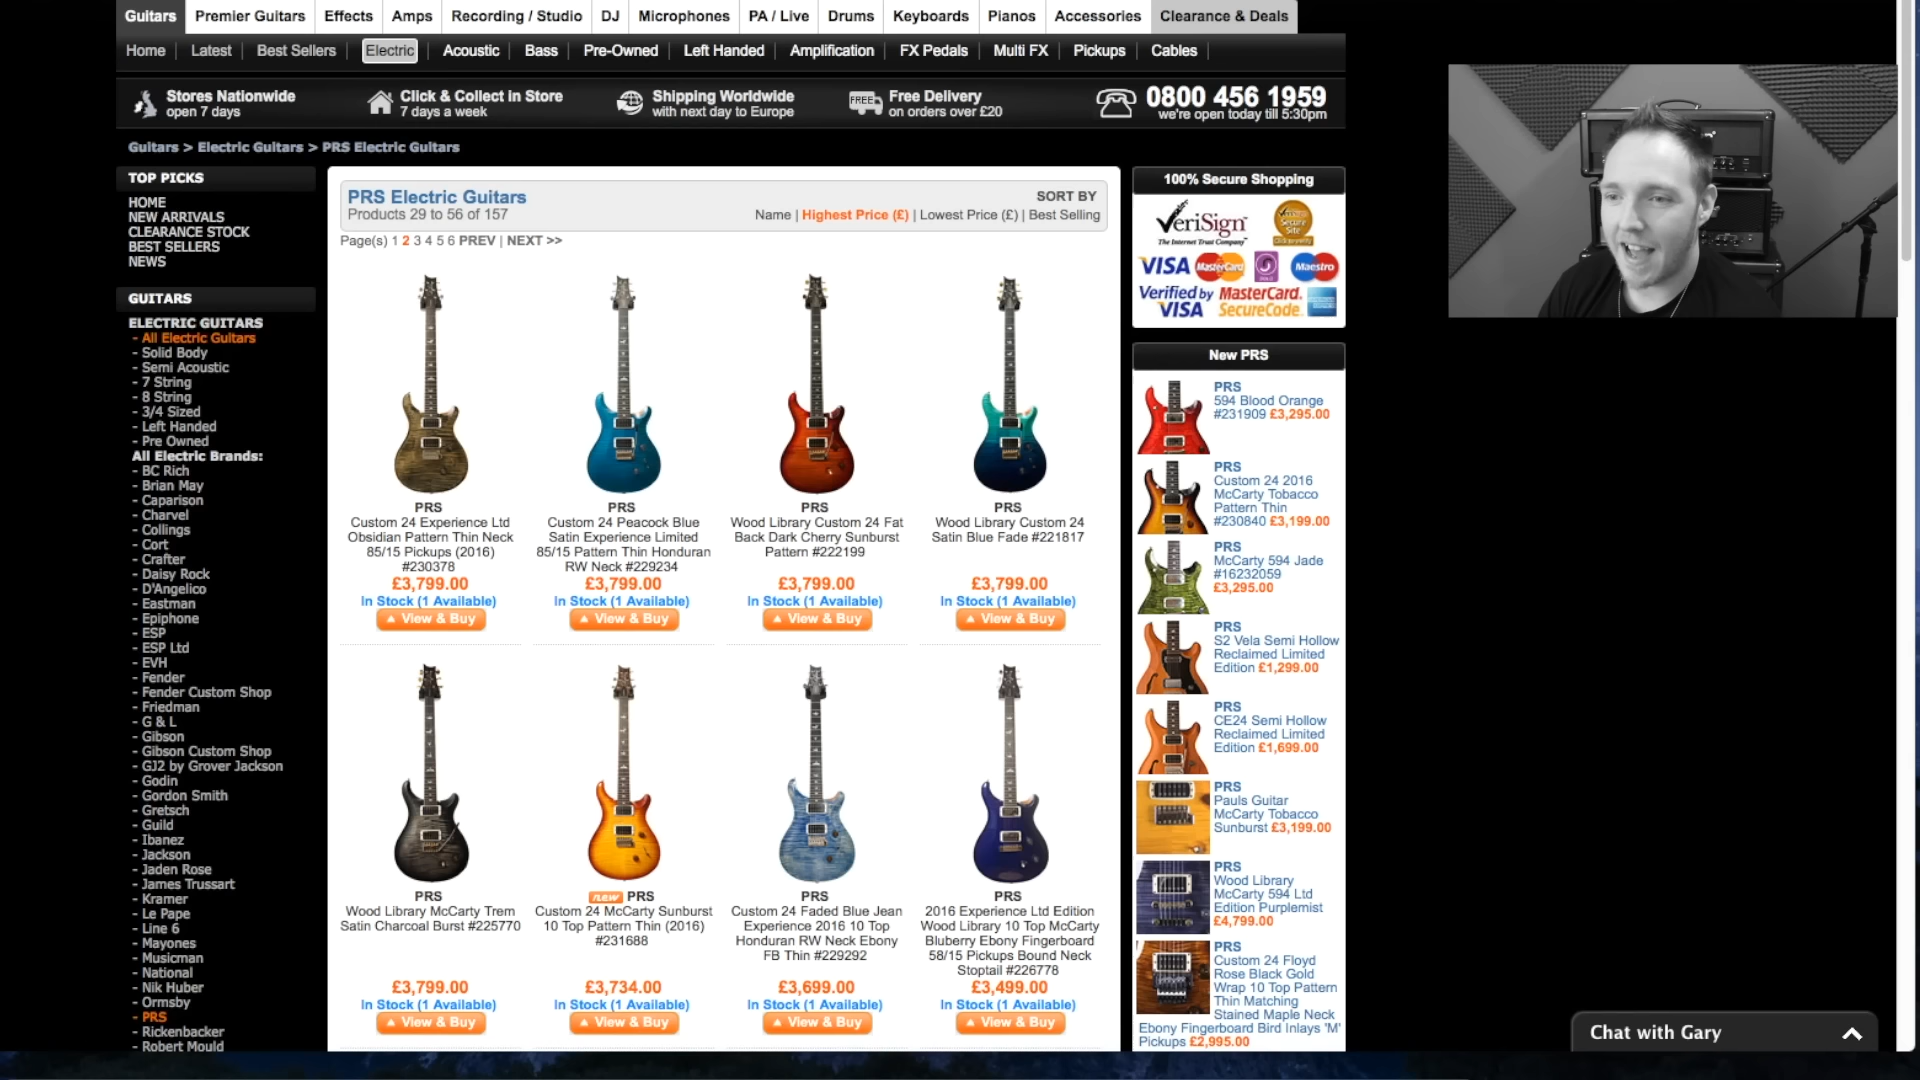 Guitars Premier Guitars Effects Amps Recording / Studio DJ Microphones PA / Live Drums Keyboards Pianos Accessories Clearance & Deals
Home Latest Best Sellers Electric Acoustic Bass Pre-Owned Left Handed Amplification FX Pedals Multi FX Pickups Cables
Stores Nationwide
open 7 days
Click & Collect in Store
7 days a week
Shipping Worldwide
with next day to Europe
FREE
Free Delivery
on orders over £20
0800 456 1959
we're open today till 5:30pm
Guitars > Electric Guitars > PRS Electric Guitars
TOP PICKS
HOME
NEW ARRIVALS
CLEARANCE STOCK
BEST SELLERS
NEWS
GUITARS
ELECTRIC GUITARS
- All Electric Guitars
- Solid Body
- Semi Acoustic
- 7 String
- 8 String
- 3/4 Sized
- Left Handed
- Pre Owned
All Electric Brands:
- BC Rich
- Brian May
- Caparison
- Charvel
- Collings
- Cort
- Crafter
- Daisy Rock
- D'Angelico
- Eastman
- Epiphone
- ESP
- ESP Ltd
- EVH
- Fender
- Fender Custom Shop
- Friedman
- G & L
- Gibson
- Gibson Custom Shop
- GJ2 by Grover Jackson
- Godin
- Gordon Smith
- Gretsch
- Guild
- Ibanez
- Jackson
- Jaden Rose
- James Trussart
- Kramer
- Le Pape
- Line 6
- Mayones
- Musicman
- National
- Nik Huber
- Ormsby
- PRS
- Rickenbacker
- Robert Mould
PRS Electric Guitars
Products 29 to 56 of 157
SORT BY
Name | Highest Price (£) | Lowest Price (£) | Best Selling
Page(s) 1 2 3 4 5 6 PREV | NEXT >>
PRS
Custom 24 Experience Ltd
Obsidian Pattern Thin Neck
85/15 Pickups (2016)
#230378
£3,799.00
In Stock (1 Available)
View & Buy
PRS
Custom 24 Peacock Blue
Satin Experience Limited
85/15 Pattern Thin Honduran
RW Neck #229234
£3,799.00
In Stock (1 Available)
View & Buy
PRS
Wood Library Custom 24 Fat
Back Dark Cherry Sunburst
Pattern #222199
£3,799.00
In Stock (1 Available)
View & Buy
PRS
Wood Library Custom 24
Satin Blue Fade #221817
£3,799.00
In Stock (1 Available)
View & Buy
PRS
Wood Library McCarty Trem
Satin Charcoal Burst #225770
£3,799.00
In Stock (1 Available)
View & Buy
new PRS
Custom 24 McCarty Sunburst
10 Top Pattern Thin (2016)
#231688
£3,734.00
In Stock (1 Available)
View & Buy
PRS
Custom 24 Faded Blue Jean
Experience 2016 10 Top
Honduran RW Neck Ebony
FB Thin #229292
£3,699.00
In Stock (1 Available)
View & Buy
PRS
2016 Experience Ltd Edition
Wood Library 10 Top McCarty
Bluberry Ebony Fingerboard
58/15 Pickups Bound Neck
Stoptail #226778
£3,499.00
In Stock (1 Available)
View & Buy
100% Secure Shopping
VeriSign
The Internet Trust Company
Secure
Site
VISA MasterCard SOLO Maestro
Verified by MasterCard.
VISA SecureCode.
New PRS
PRS
594 Blood Orange
#231909 £3,295.00
PRS
Custom 24 2016
McCarty Tobacco
Pattern Thin
#230840 £3,199.00
PRS
McCarty 594 Jade
#16232059
£3,295.00
PRS
S2 Vela Semi Hollow
Reclaimed Limited
Edition £1,299.00
PRS
CE24 Semi Hollow
Reclaimed Limited
Edition £1,699.00
PRS
Pauls Guitar
McCarty Tobacco
Sunburst £3,199.00
PRS
Wood Library
McCarty 594 Ltd
Edition Purplemist
£4,799.00
PRS
Custom 24 Floyd
Rose Black Gold
Wrap 10 Top Pattern
Thin Matching
Stained Maple Neck
Ebony Fingerboard Bird Inlays 'M'
Pickups £2,995.00
Chat with Gary